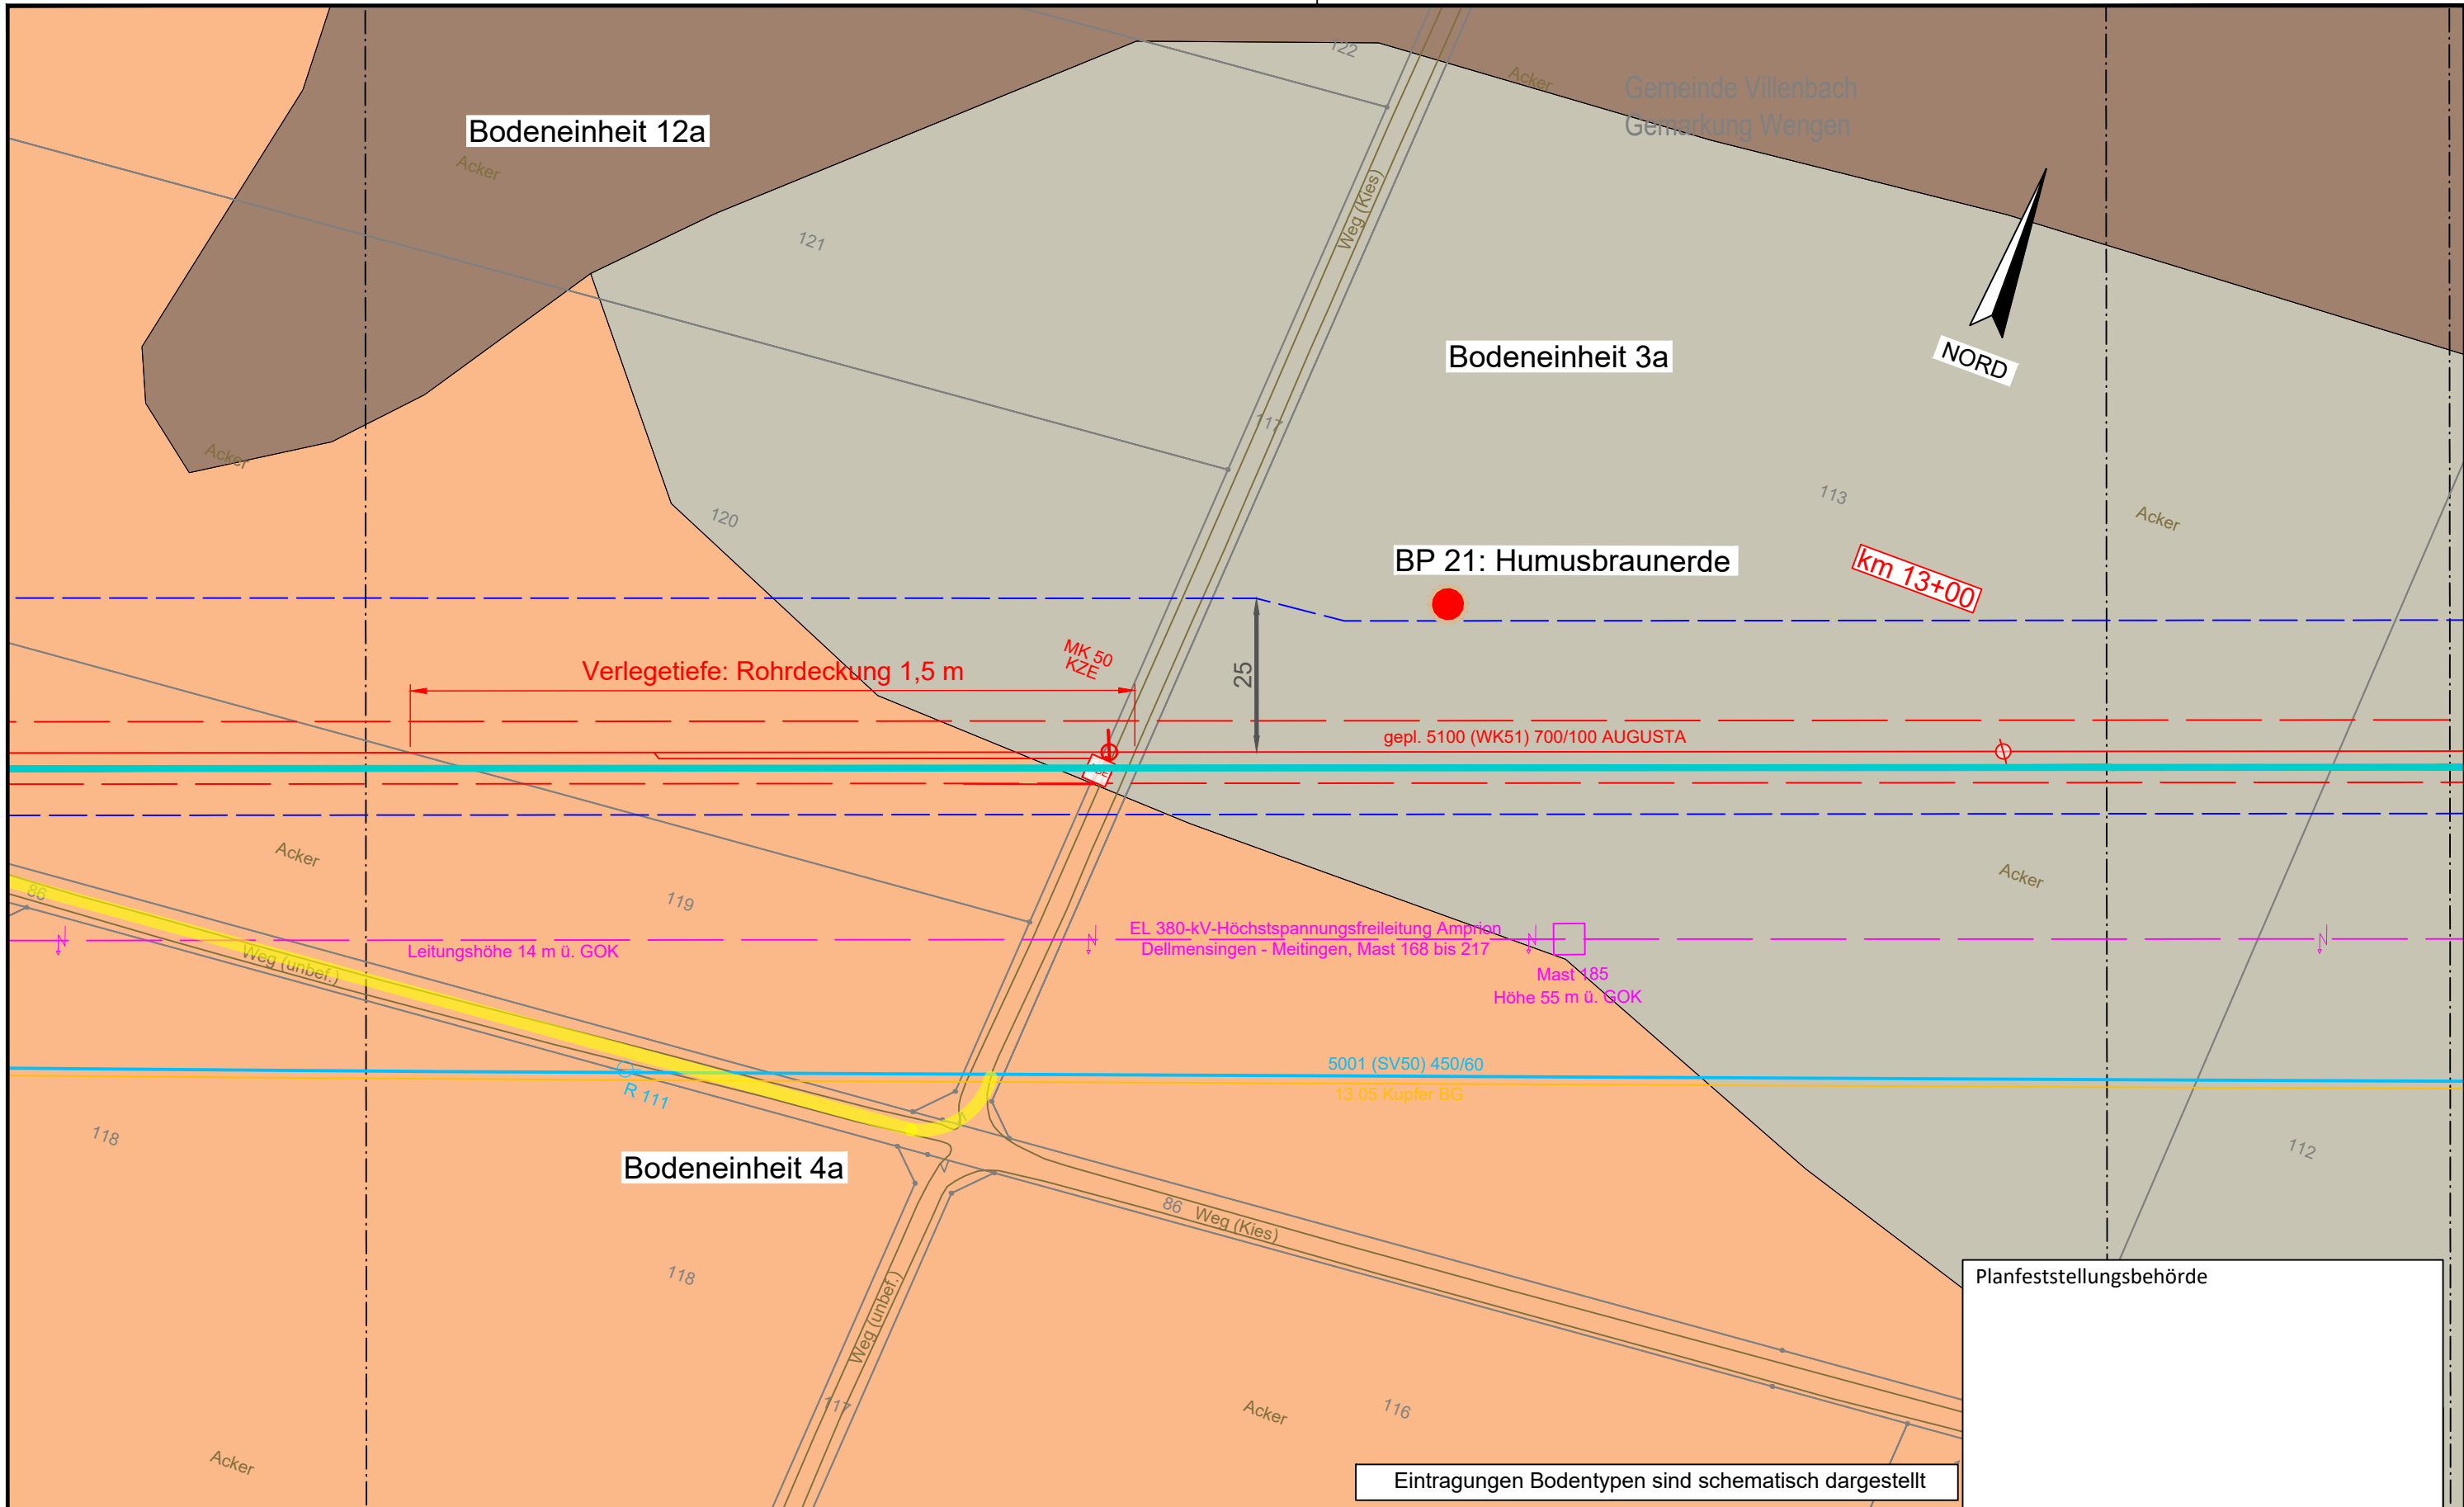 122
Acker
Gemeinde Villenbach
Gemarkung Wengen
Bodeneinheit 12a
Acker
Weg (Kies)
121
Bodeneinheit 3a
NORD
117
Acker
113
Acker
120
BP 21: Humusbraunerde
km 13+00
MK 50
KZE
Verlegetiefe: Rohrdeckung 1,5 m
25
gepl. 5100 (WK51) 700/100 AUGUSTA
Acker
Acker
86
119
EL 380-kV-Höchstspannungsfreileitung Amprion
Dellmensingen - Meitingen, Mast 168 bis 217
Leitungshöhe 14 m ü. GOK
Weg (unbef.)
Mast 185
Höhe 55 m ü. GOK
5001 (SV50) 450/60
13.05 Kupfer BG
R 111
118
112
Bodeneinheit 4a
86
Weg (Kies)
118
Planfeststellungsbehörde
Weg (unbef.)
117
Acker
116
Acker
Eintragungen Bodentypen sind schematisch dargestellt